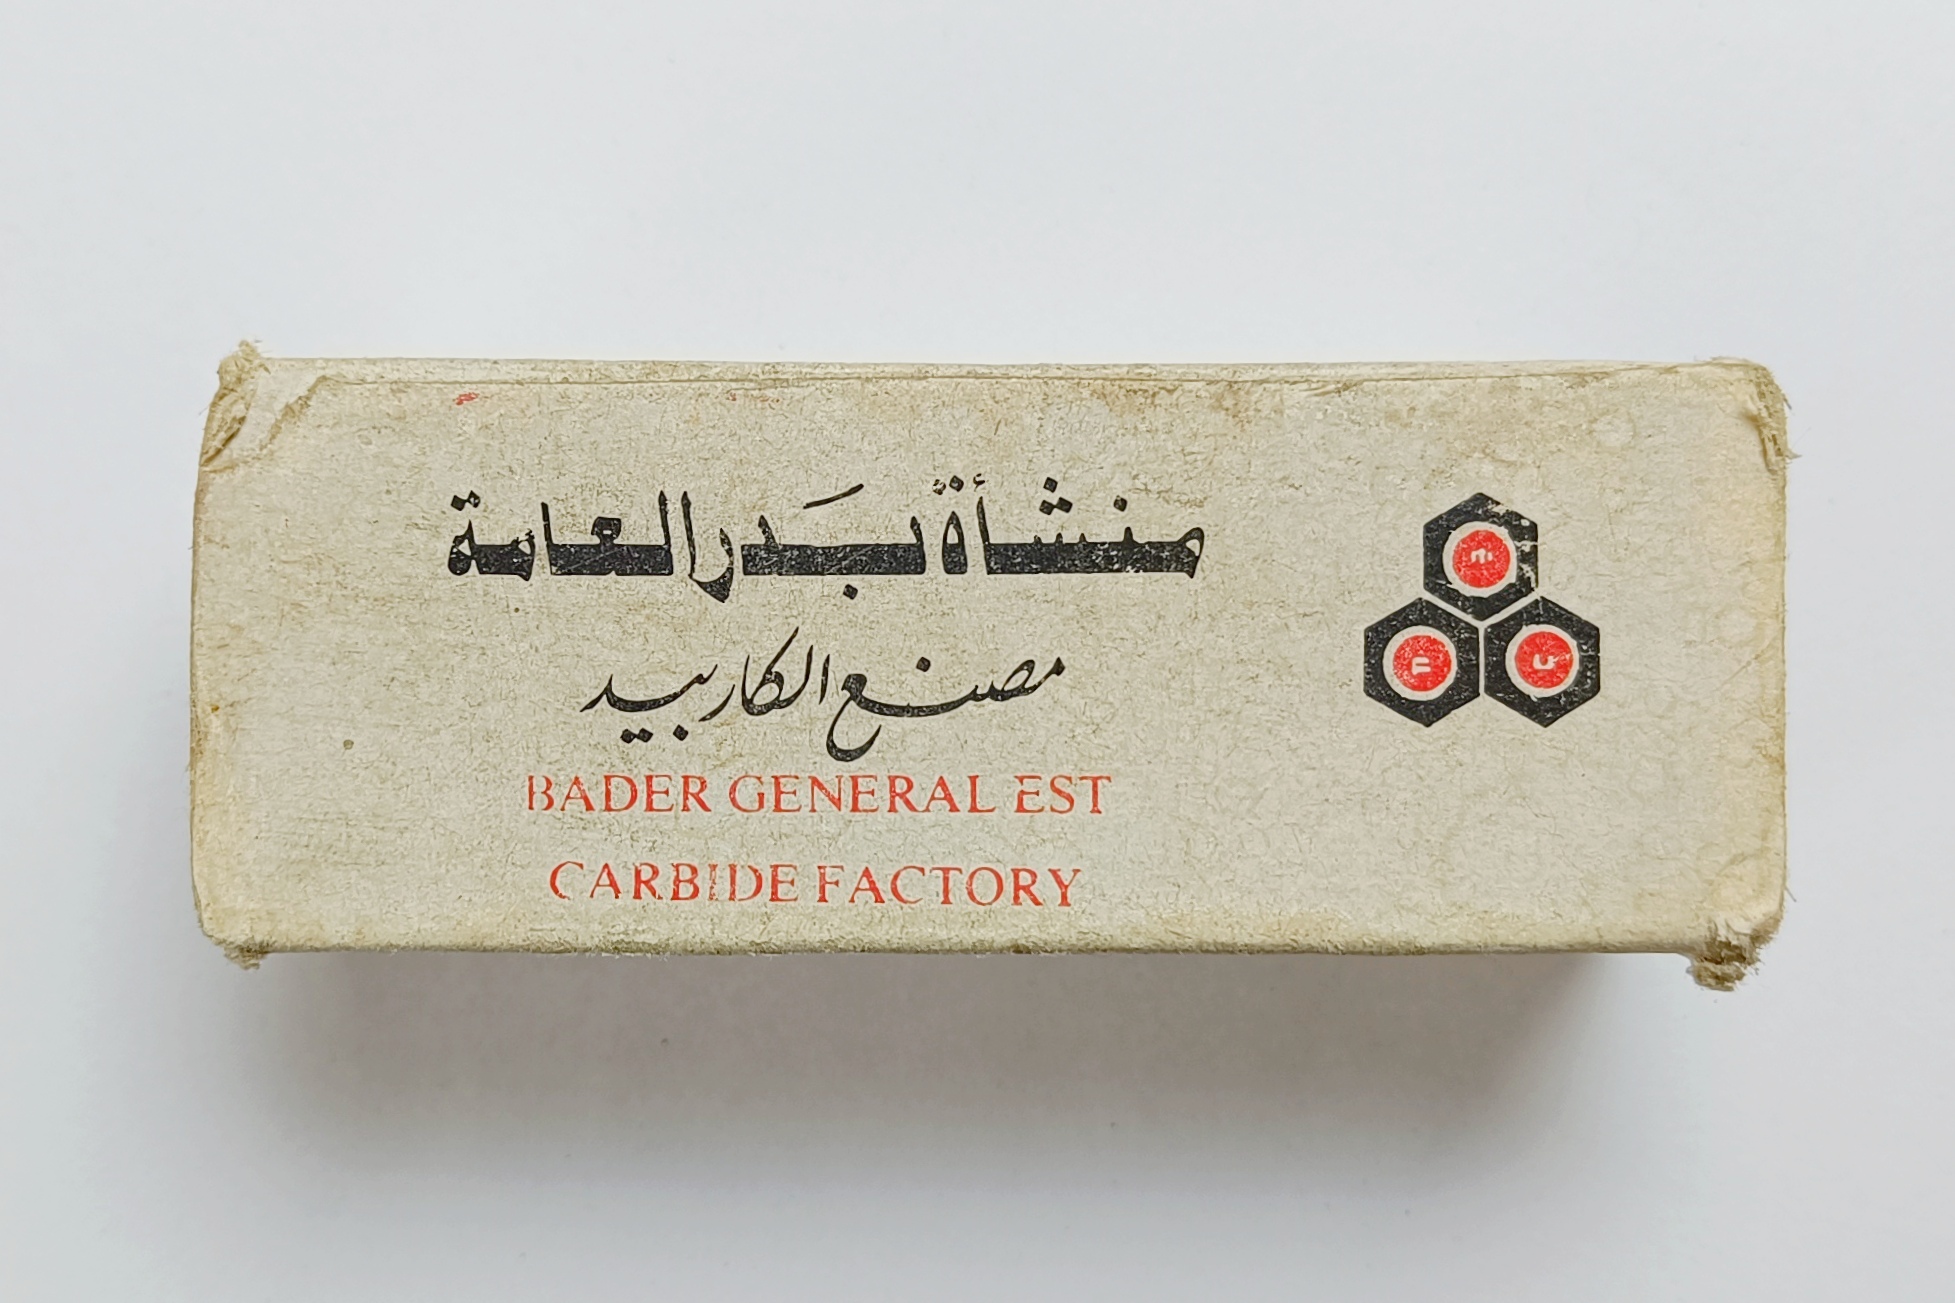 منشأة بدر العامة
مصنع الكاربيد
BADER GENERAL EST
CARBIDE FACTORY